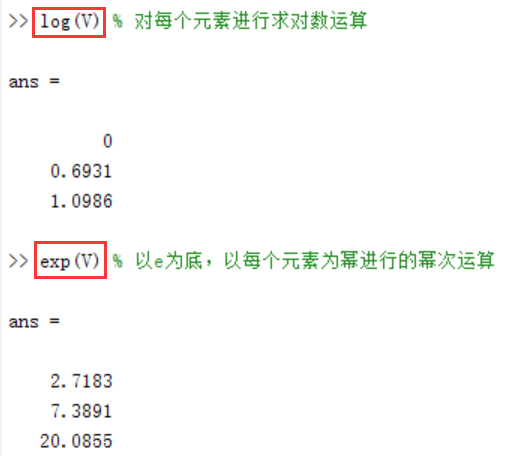 >> log(V) % 对每个元素进行求对数运算
ans =
0
0.6931
1.0986
>> exp(V) % 以e为底，以每个元素为幂进行的幂次运算
ans =
2.7183
7.3891
20.0855